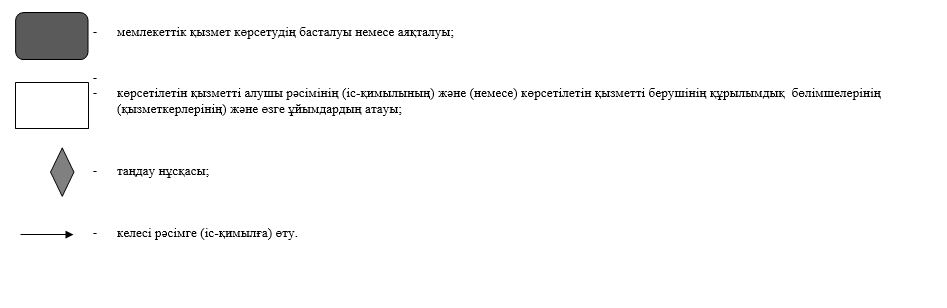 - мемлекеттік қызмет көрсетудің басталуы немесе аяқталуы;
-
- көрсетілетін қызметті алушы рәсімінің (іс-қимылының) және (немесе) көрсетілетін қызметті берушінің құрылымдық бөлімшелерінің
(қызметкерлерінің) және өзге ұйымдардың атауы;
- таңдау нұсқасы;
- келесі рәсімге (іс-қимылға) өту.